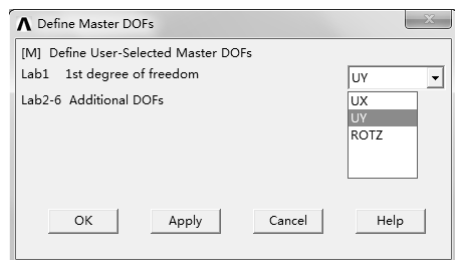 Define Master DOFs
[M] Define User-Selected Master DOFs
Lab1 1st degree of freedom UY
Lab2-6 Additional DOFs UX
UY
ROTZ
OK Apply Cancel Help